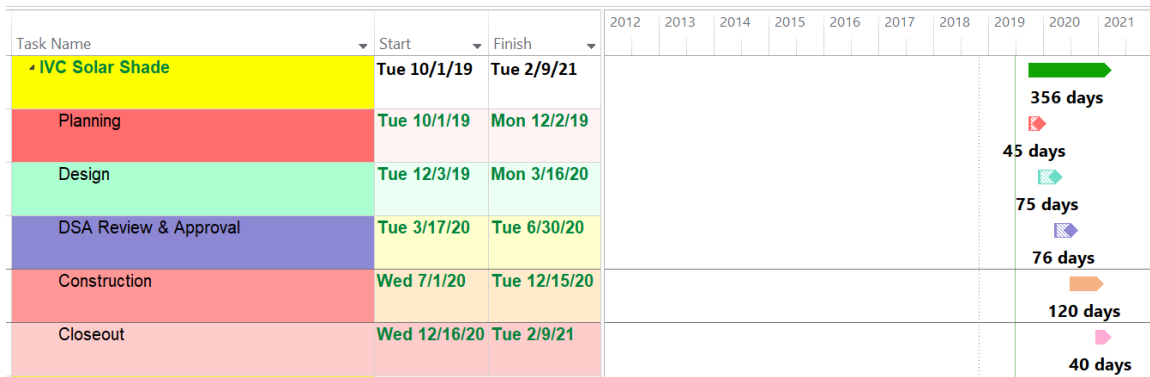 2012 2013 2014 2015 2016 2017 2018 2019 2020 2021
Task Name Start Finish
IVC Solar Shade Tue 10/1/19 Tue 2/9/21
356 days
Planning Tue 10/1/19 Mon 12/2/19
45 days
Design Tue 12/3/19 Mon 3/16/20
75 days
DSA Review & Approval Tue 3/17/20 Tue 6/30/20
76 days
Construction Wed 7/1/20 Tue 12/15/20
120 days
Closeout Wed 12/16/20 Tue 2/9/21
40 days